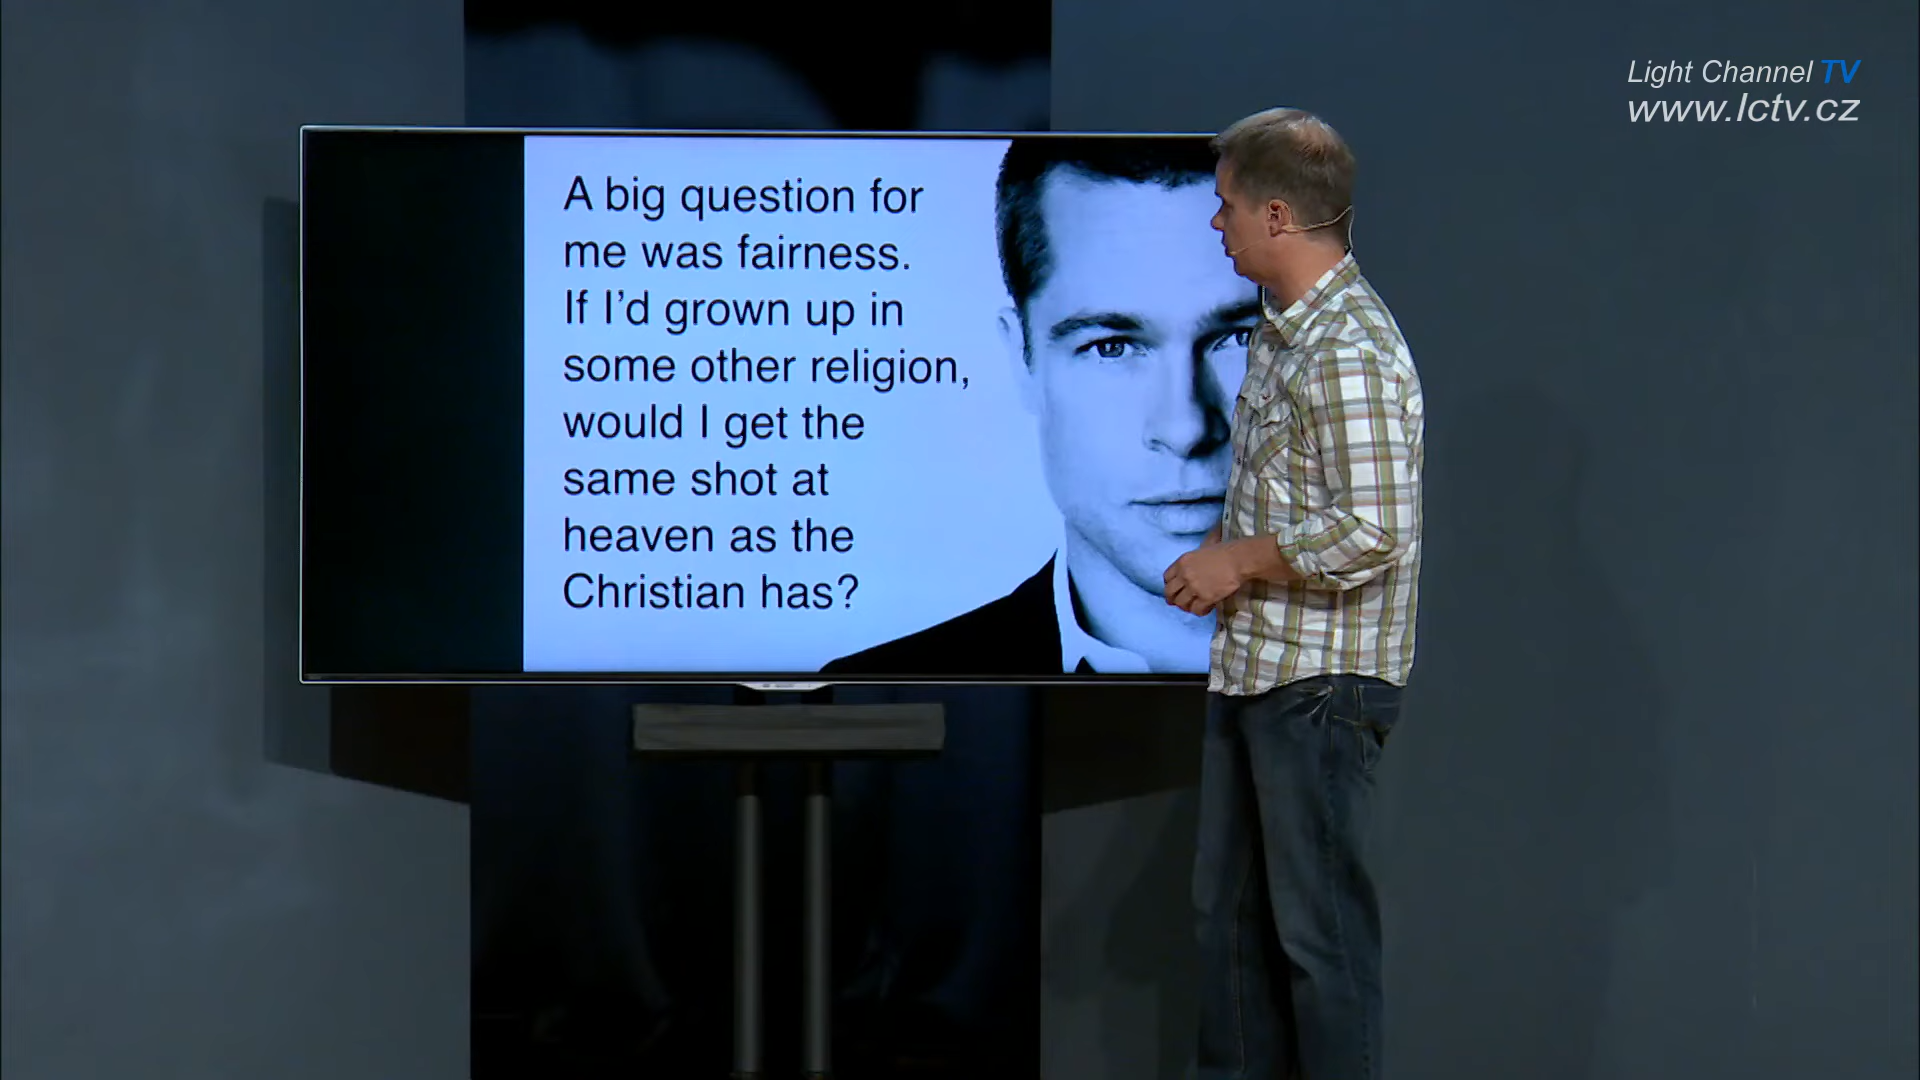 Light Channel TV
www.lctv.cz
A big question for
me was fairness.
If I'd grown up in
some other religion,
would I get the
same shot at
heaven as the
Christian has?